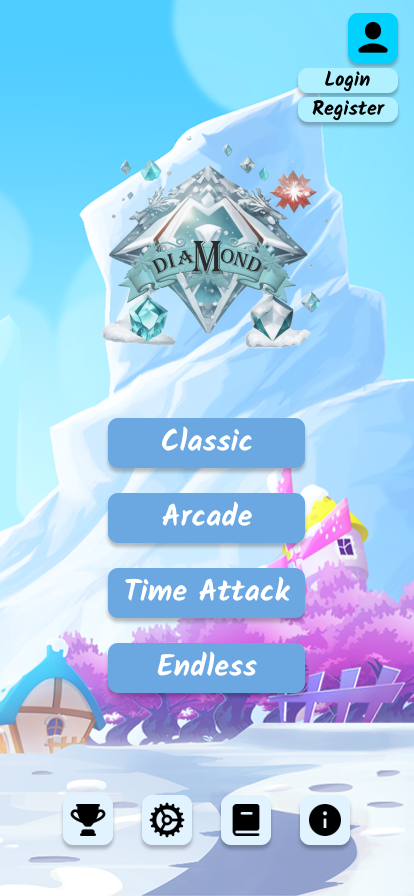 Login
Register
DIAMOND
Classic
Arcade
Time Attack
Endless